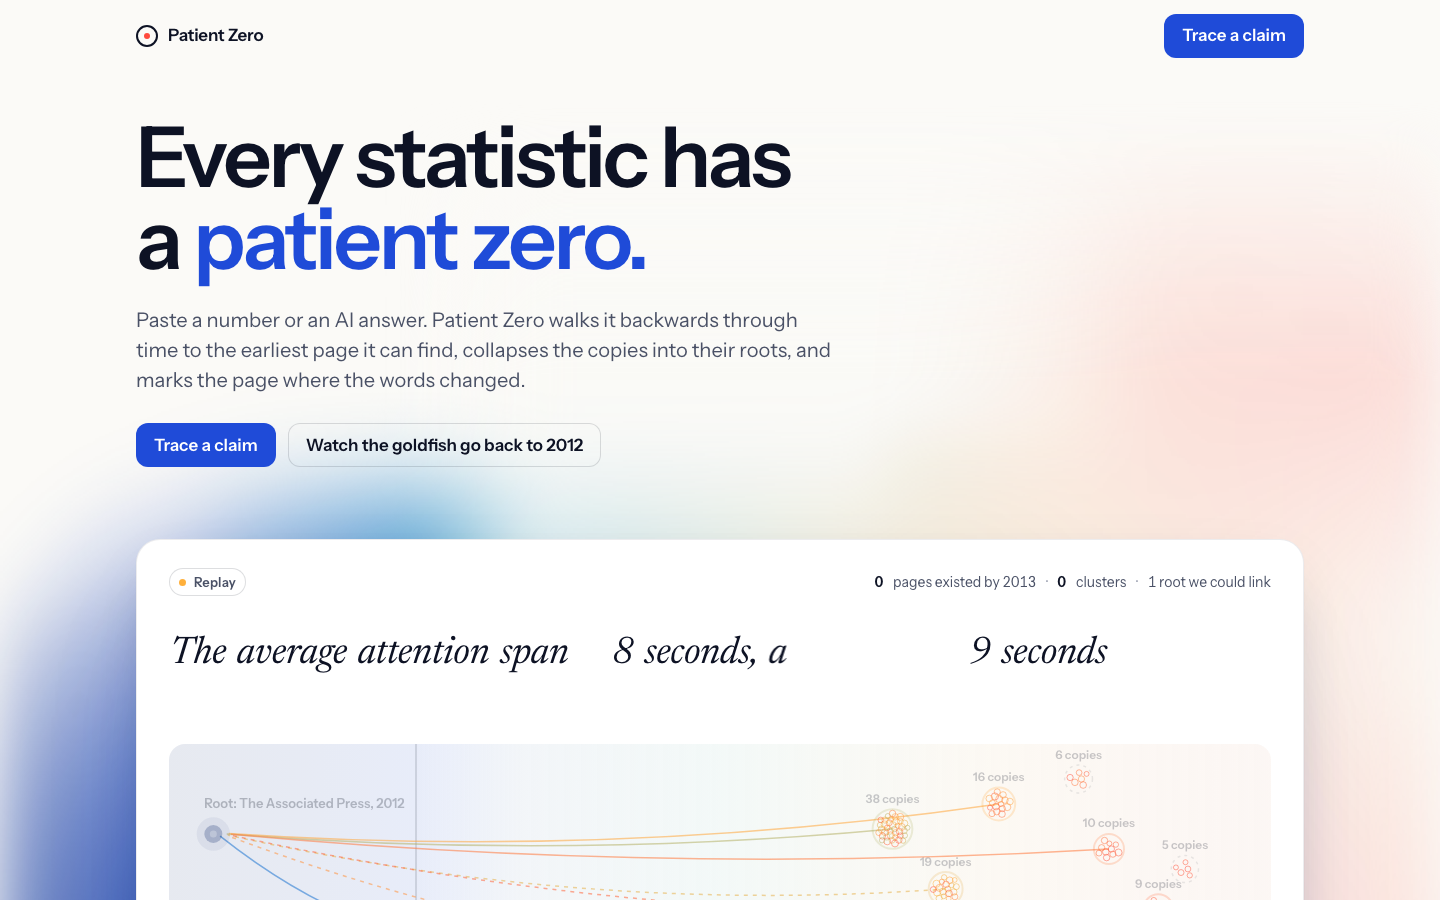 Patient Zero
Trace a claim
Every statistic has
a patient zero.
Paste a number or an AI answer. Patient Zero walks it backwards through
time to the earliest page it can find, collapses the copies into their roots, and
marks the page where the words changed.
Trace a claim
Watch the goldfish go back to 2012
Replay
0 pages existed by 2013 · 0 clusters · 1 root we could link
The average attention span 8 seconds, a 9 seconds
6 copies
16 copies
38 copies
Root: The Associated Press, 2012
10 copies
5 copies
19 copies
9 copies